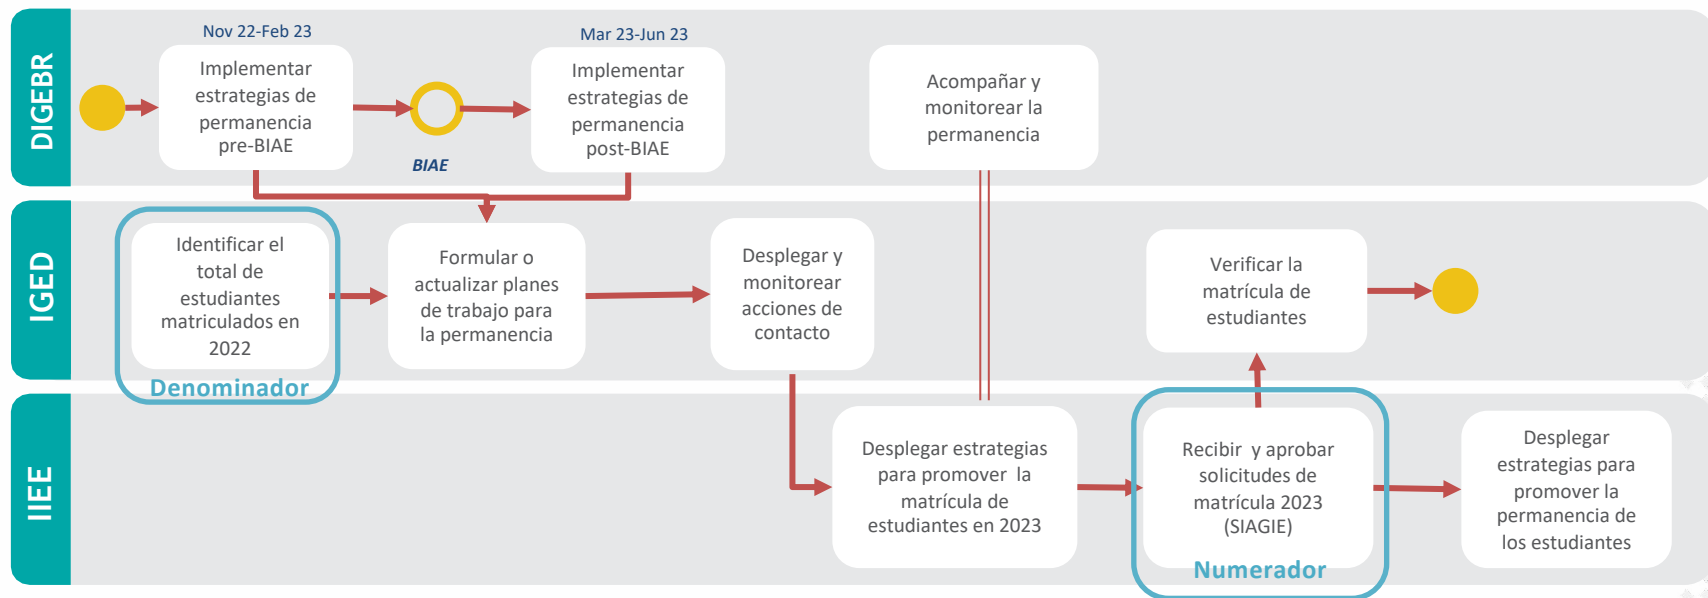 DIGEBR
Nov 22-Feb 23
Implementar
estrategias de
permanencia
pre-BIAE
BIAE
Mar 23-Jun 23
Implementar
estrategias de
permanencia
post-BIAE
Acompañar y
monitorear la
permanencia
IGED
Identificar el
total de
estudiantes
matriculados en
2022
Denominador
Formular o
actualizar planes
de trabajo para
la permanencia
Desplegar y
monitorear
acciones de
contacto
Verificar la
matrícula de
estudiantes
IIEE
Desplegar estrategias
para promover la
matrícula de
estudiantes en 2023
Recibir y aprobar
solicitudes de
matrícula 2023
(SIAGIE)
Numerador
Desplegar
estrategias para
promover la
permanencia de
los estudiantes